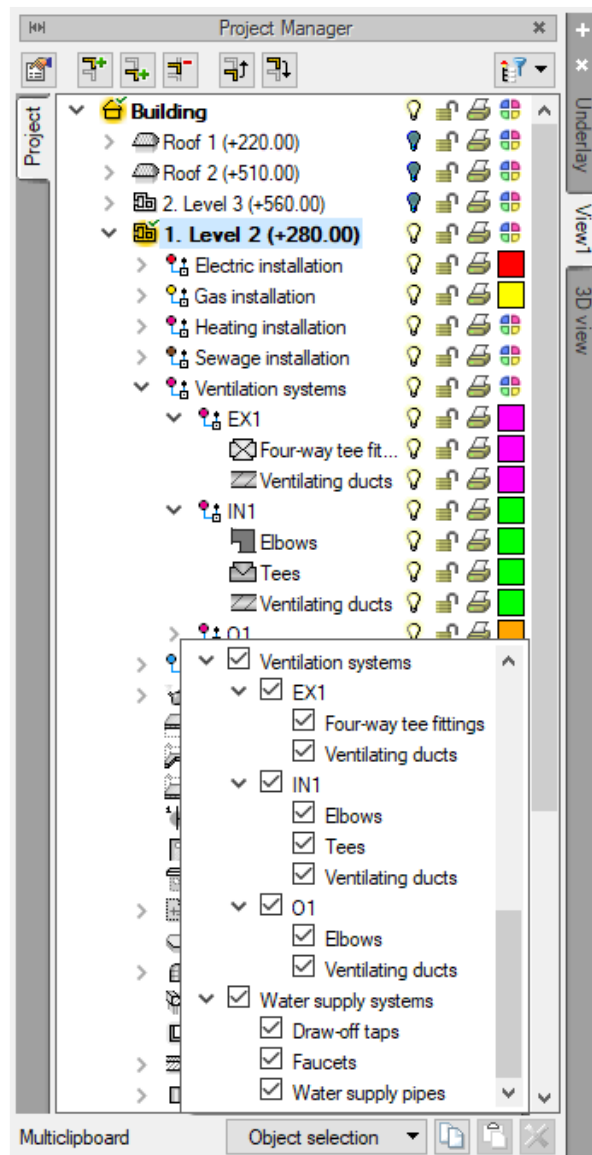 Project Manager
Project
Building
Roof 1 (+220.00)
Roof 2 (+510.00)
2. Level 3 (+560.00)
1. Level 2 (+280.00)
Electric installation
Gas installation
Heating installation
Sewage installation
Ventilation systems
EX1
Four-way tee fit...
Ventilating ducts
IN1
Elbows
Tees
Ventilating ducts
O1
Ventilation systems
EX1
Four-way tee fittings
Ventilating ducts
IN1
Elbows
Tees
Ventilating ducts
O1
Elbows
Ventilating ducts
Water supply systems
Draw-off taps
Faucets
Water supply pipes
Multiclipboard
Object selection
Underlay
View1
3D view